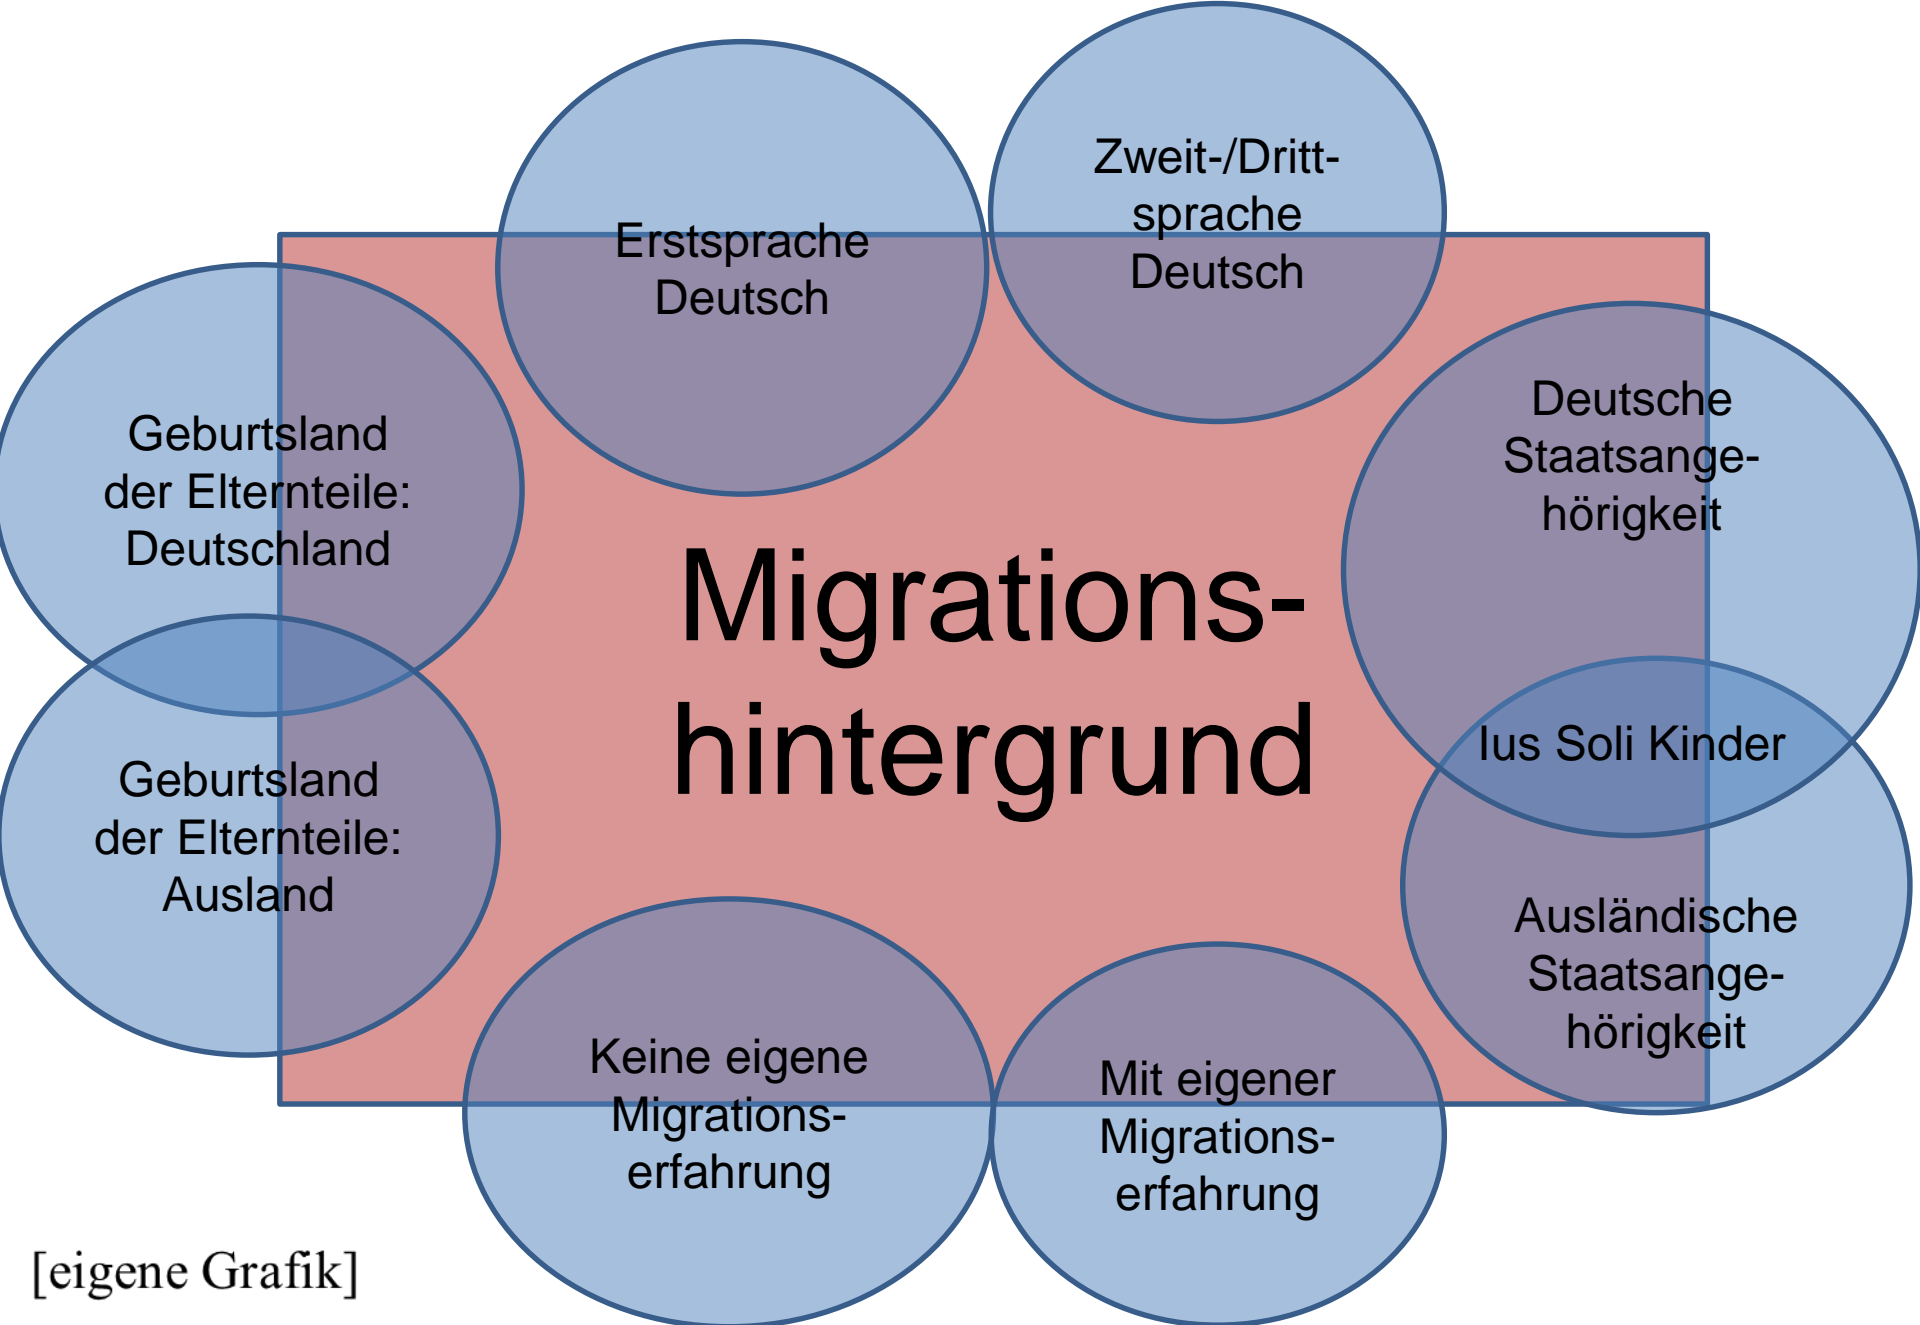 Zweit-/Dritt-
sprache
Deutsch
Erstsprache
Deutsch
Deutsche
Staatsange-
hörigkeit
Geburtsland
der Elternteile:
Deutschland
Migrations-
hintergrund
Ius Soli Kinder
Geburtsland
der Elternteile:
Ausland
Ausländische
Staatsange-
hörigkeit
Keine eigene
Migrations-
erfahrung
Mit eigener
Migrations-
erfahrung
[eigene Grafik]